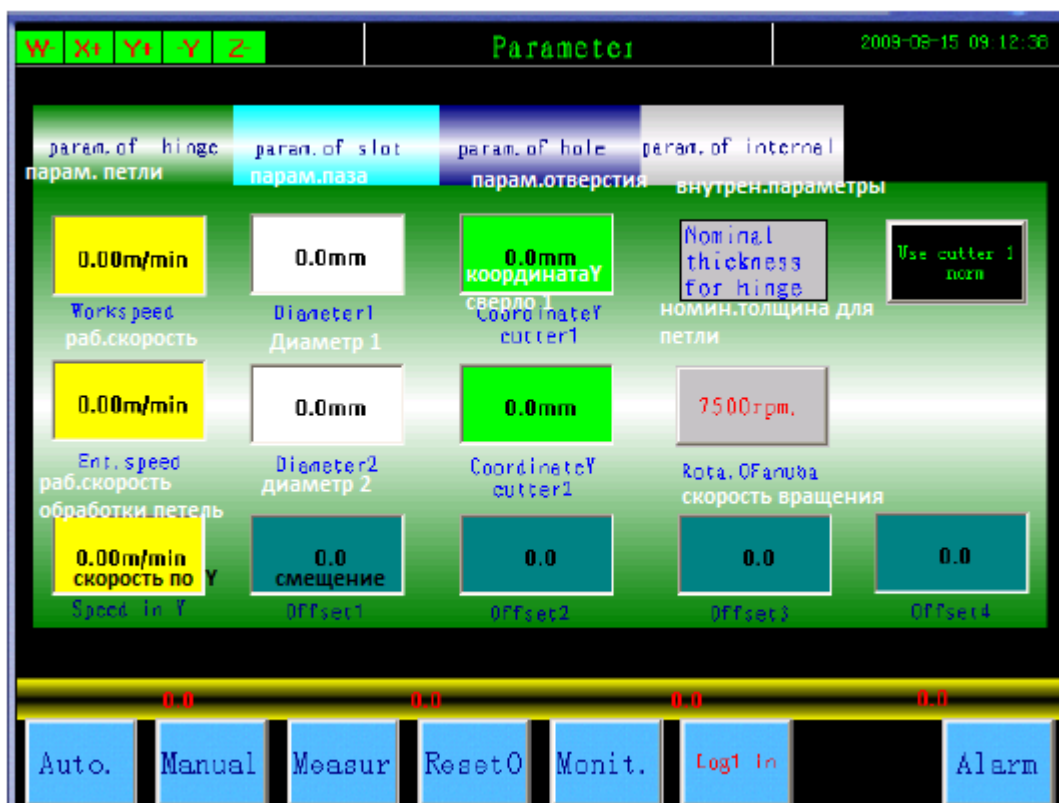 W- X+ Y+ -Y Z- Parameter 2009-09-15 09:12:38
param.of hinge param.of slot param.of hole param.of internal
парам. петли парам.паза парам.отверстия внутрен.параметры
0.00m/min 0.0mm 0.0mm Nominal thickness for hinge Use cutter 1 norm
координатаY сверло 1
Workspeed Diameter1 CoordinateY cutter1 номин.толщина для петли
раб.скорость Диаметр 1
0.00m/min 0.0mm 0.0mm 7500rpm.
Ent.speed Diameter2 CoordinateY cutter2 Rota.OFanuba
раб.скорость обработки петель диаметр 2 скорость вращения
0.00m/min 0.0 0.0 0.0 0.0
скорость по Y смещение
Speed in Y Offset1 Offset2 Offset3 Offset4
0.0 0.0 0.0 0.0
Auto. Manual Measur Reset0 Monit. Log1 in Alarm